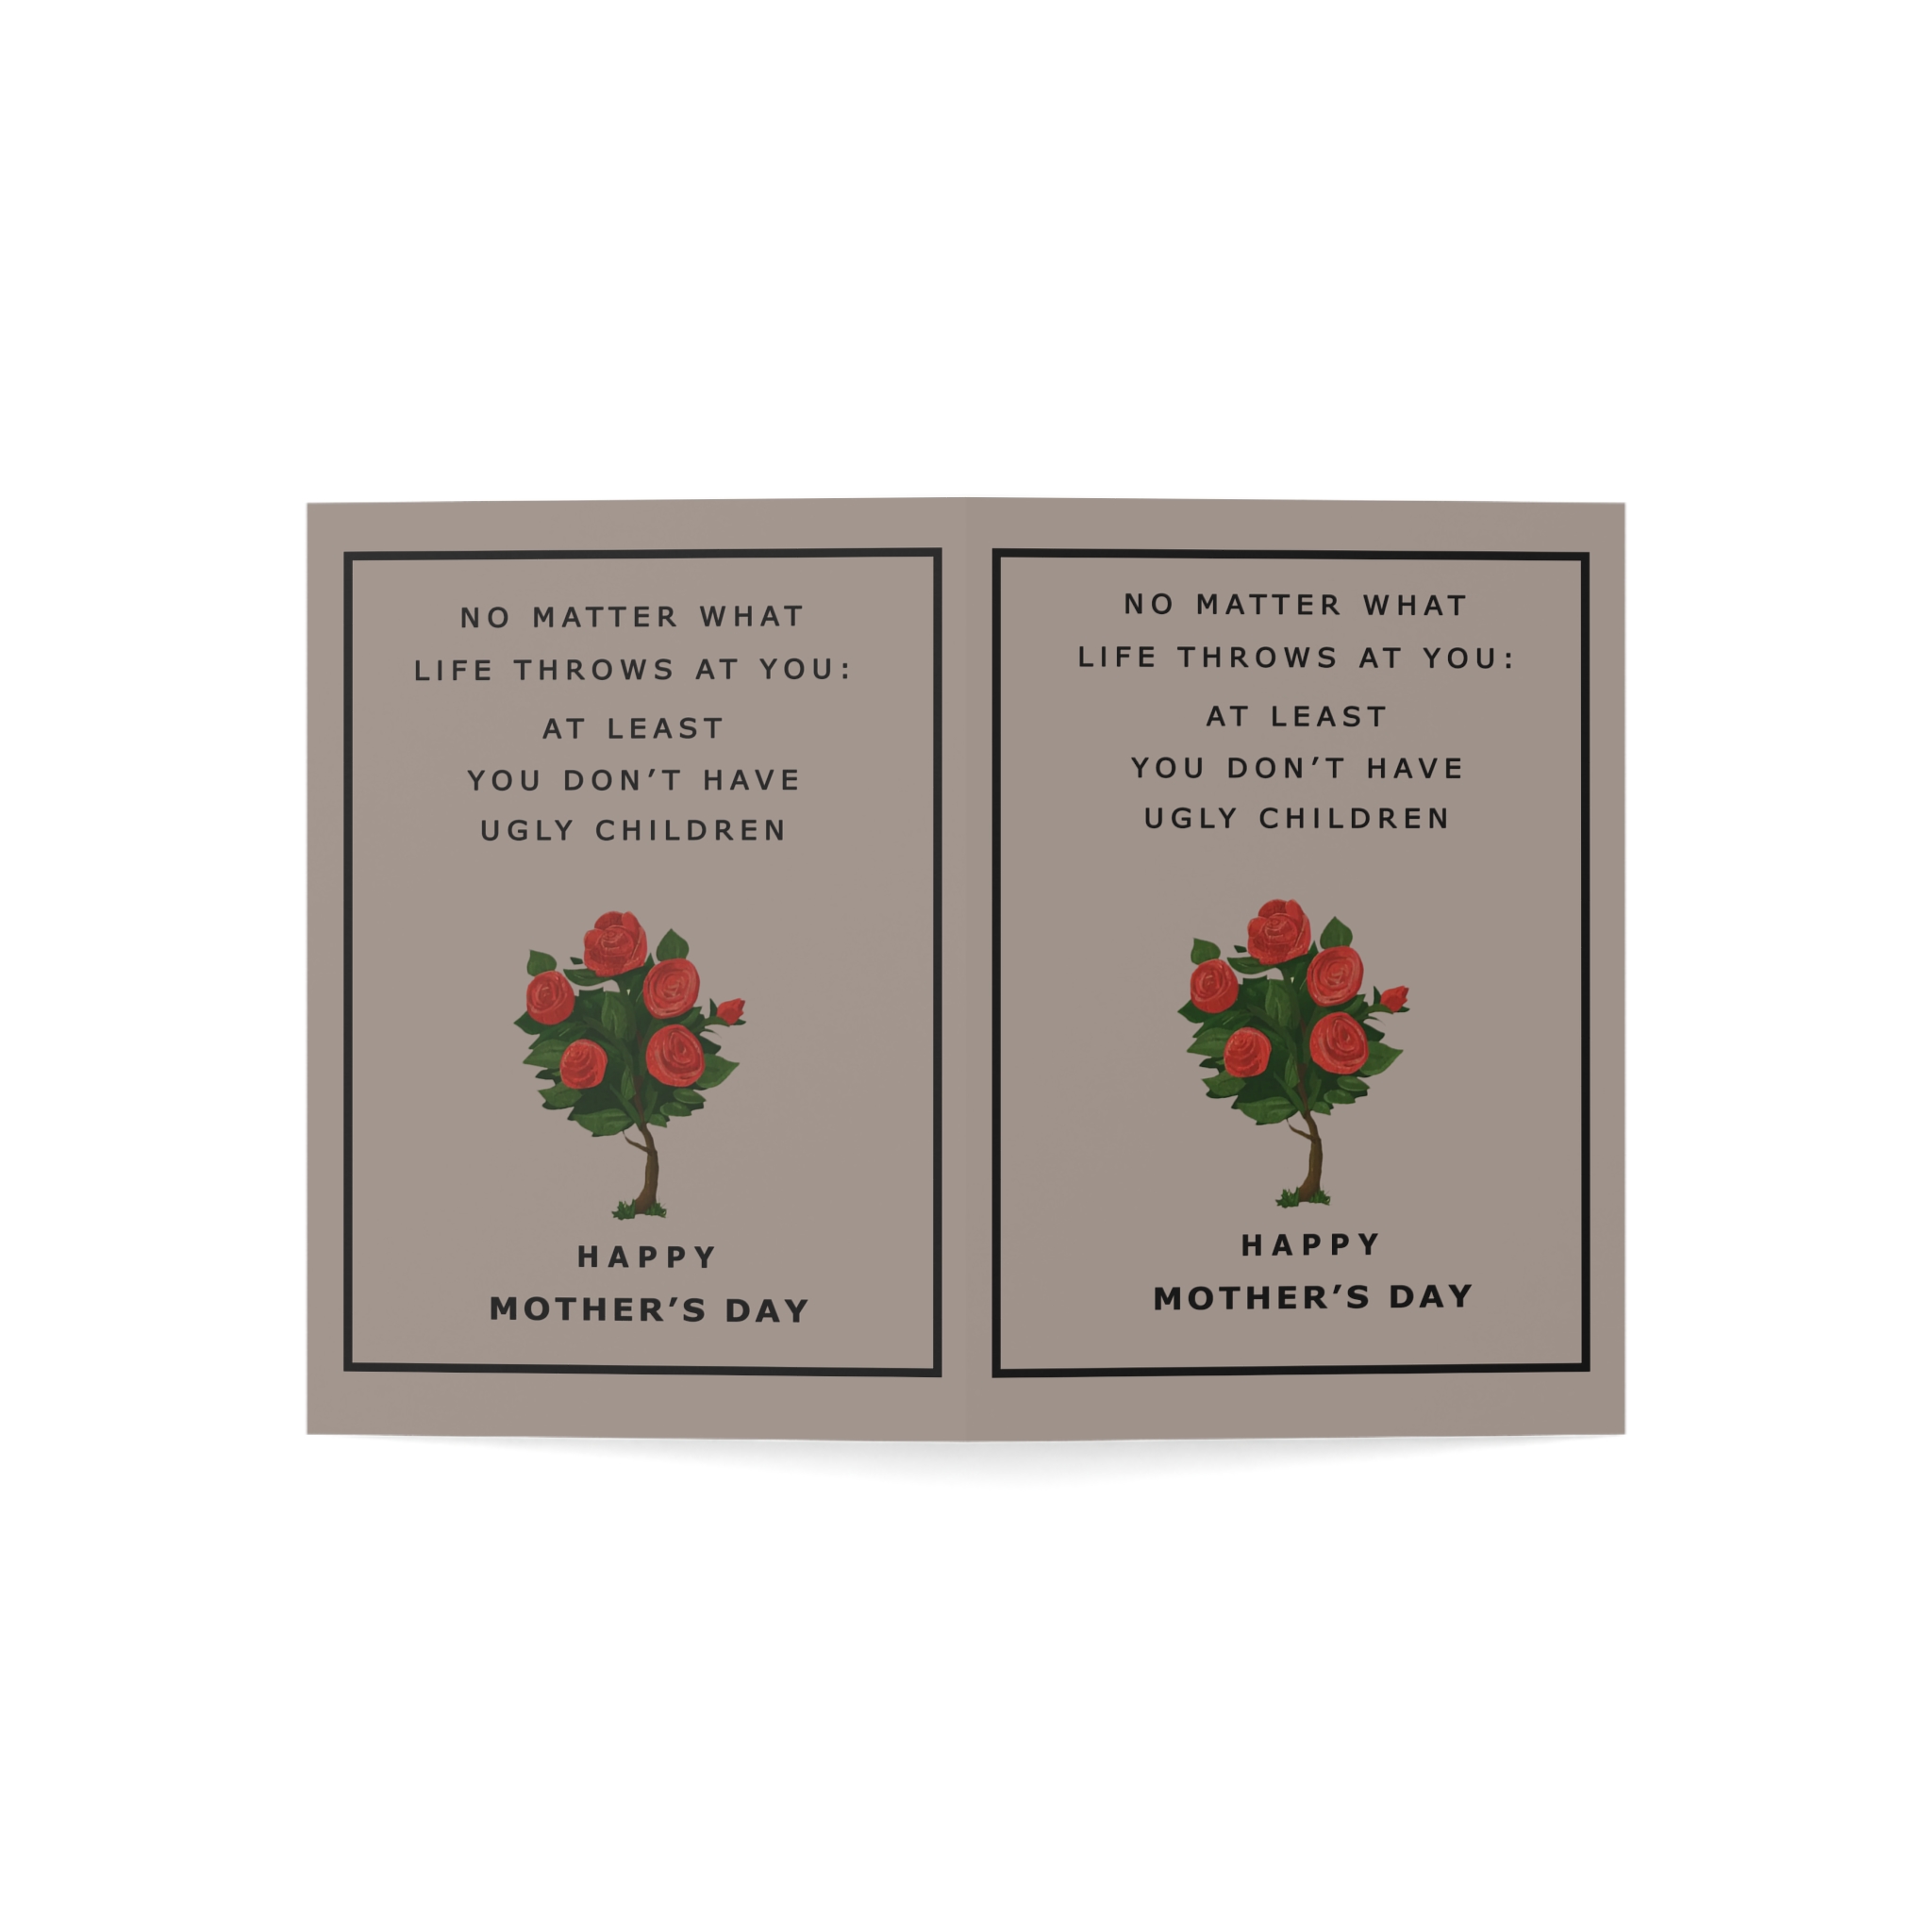 NO MATTER WHAT
LIFE THROWS AT YOU:
AT LEAST
YOU DON’T HAVE
UGLY CHILDREN
HAPPY
MOTHER’S DAY
NO MATTER WHAT
LIFE THROWS AT YOU:
AT LEAST
YOU DON’T HAVE
UGLY CHILDREN
HAPPY
MOTHER’S DAY